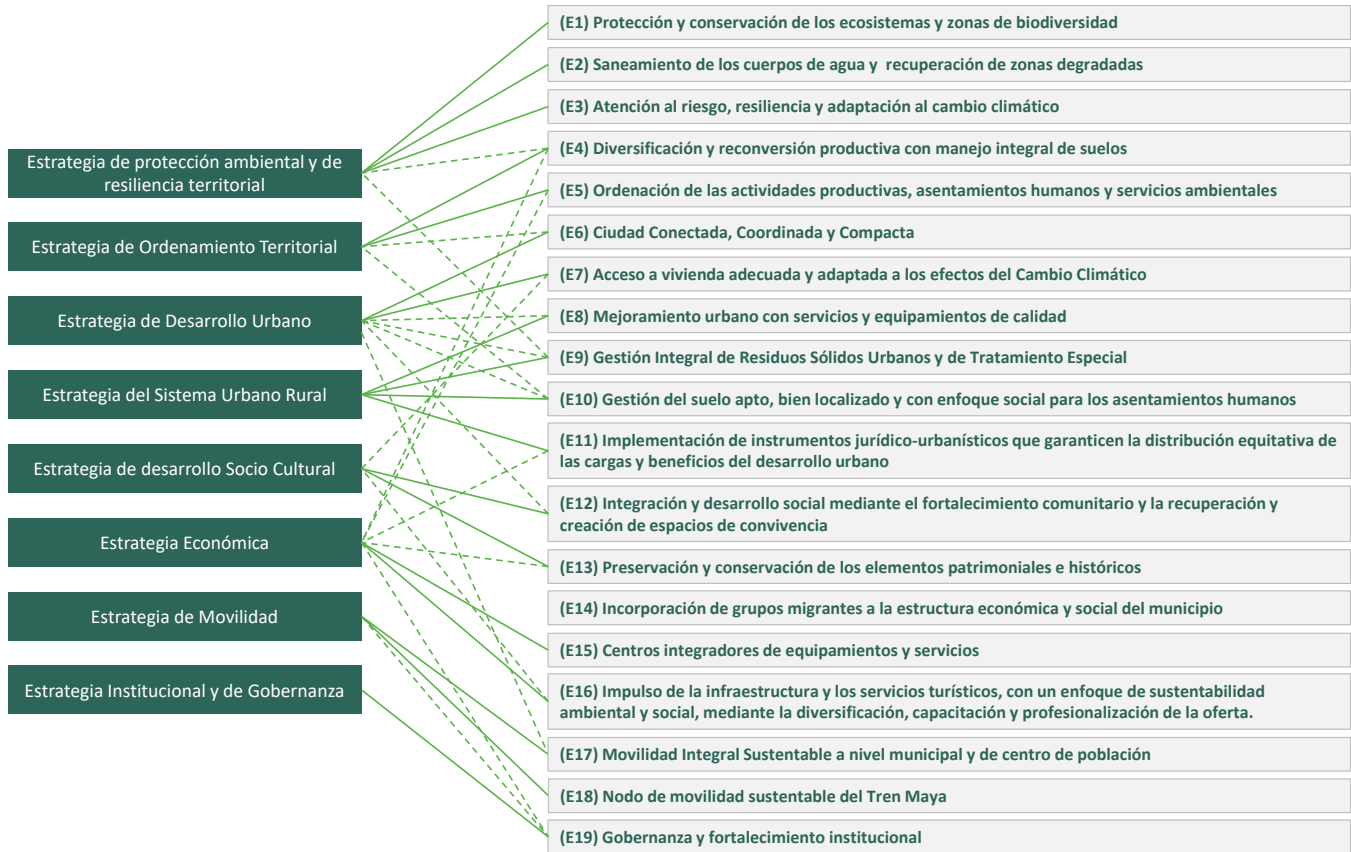 Estrategia de protección ambiental y de
resiliencia territorial
Estrategia de Ordenamiento Territorial
Estrategia de Desarrollo Urbano
Estrategia del Sistema Urbano Rural
Estrategia de desarrollo Socio Cultural
Estrategia Económica
Estrategia de Movilidad
Estrategia Institucional y de Gobernanza
(E1) Protección y conservación de los ecosistemas y zonas de biodiversidad
(E2) Saneamiento de los cuerpos de agua y recuperación de zonas degradadas
(E3) Atención al riesgo, resiliencia y adaptación al cambio climático
(E4) Diversificación y reconversión productiva con manejo integral de suelos
(E5) Ordenación de las actividades productivas, asentamientos humanos y servicios ambientales
(E6) Ciudad Conectada, Coordinada y Compacta
(E7) Acceso a vivienda adecuada y adaptada a los efectos del Cambio Climático
(E8) Mejoramiento urbano con servicios y equipamientos de calidad
(E9) Gestión Integral de Residuos Sólidos Urbanos y de Tratamiento Especial
(E10) Gestión del suelo apto, bien localizado y con enfoque social para los asentamientos humanos
(E11) Implementación de instrumentos jurídico-urbanísticos que garanticen la distribución equitativa de
las cargas y beneficios del desarrollo urbano
(E12) Integración y desarrollo social mediante el fortalecimiento comunitario y la recuperación y
creación de espacios de convivencia
(E13) Preservación y conservación de los elementos patrimoniales e históricos
(E14) Incorporación de grupos migrantes a la estructura económica y social del municipio
(E15) Centros integradores de equipamientos y servicios
(E16) Impulso de la infraestructura y los servicios turísticos, con un enfoque de sustentabilidad
ambiental y social, mediante la diversificación, capacitación y profesionalización de la oferta.
(E17) Movilidad Integral Sustentable a nivel municipal y de centro de población
(E18) Nodo de movilidad sustentable del Tren Maya
(E19) Gobernanza y fortalecimiento institucional